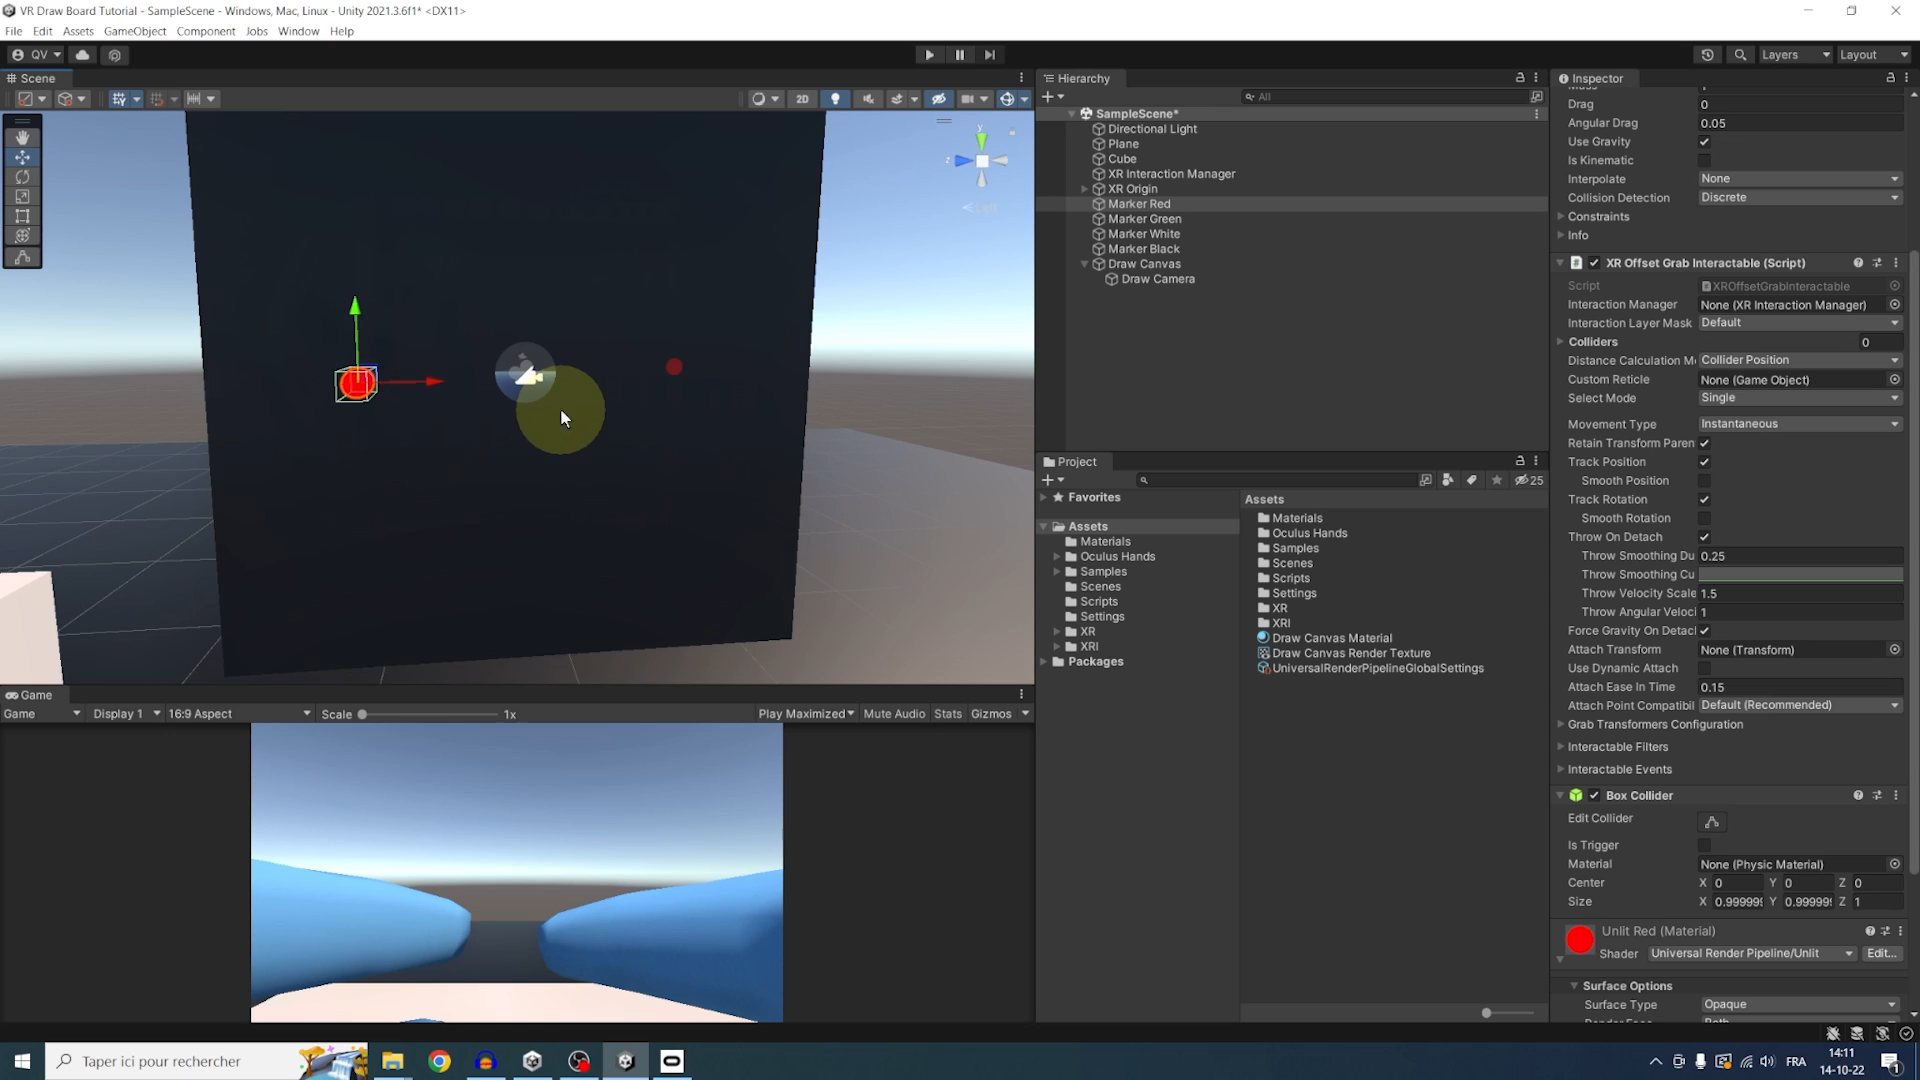 VR Draw Board Tutorial - SampleScene - Windows, Mac, Linux - Unity 2021.3.6f1* <DX11>
File Edit Assets GameObject Component Jobs Window Help
QV Layers Layout
Scene
2D
y
z
Game
Game Display 1 16:9 Aspect Scale 1x Play Maximized Mute Audio Stats Gizmos
Hierarchy
All
SampleScene*
Directional Light
Plane
Cube
XR Interaction Manager
XR Origin
Marker Red
Marker Green
Marker White
Marker Black
Draw Canvas
Draw Camera
Project
25
Favorites
Assets
Materials
Oculus Hands
Samples
Scenes
Scripts
Settings
XR
XRI
Packages
Assets
Materials
Oculus Hands
Samples
Scenes
Scripts
Settings
XR
XRI
Draw Canvas Material
Draw Canvas Render Texture
UniversalRenderPipelineGlobalSettings
Inspector
Drag 0
Angular Drag 0.05
Use Gravity
Is Kinematic
Interpolate None
Collision Detection Discrete
Constraints
Info
XR Offset Grab Interactable (Script)
Script XROffsetGrabInteractable
Interaction Manager None (XR Interaction Manager)
Interaction Layer Mask Default
Colliders 0
Distance Calculation M Collider Position
Custom Reticle None (Game Object)
Select Mode Single
Movement Type Instantaneous
Retain Transform Paren
Track Position
Smooth Position
Track Rotation
Smooth Rotation
Throw On Detach
Throw Smoothing Du 0.25
Throw Smoothing Cu
Throw Velocity Scale 1.5
Throw Angular Veloci 1
Force Gravity On Detac
Attach Transform None (Transform)
Use Dynamic Attach
Attach Ease In Time 0.15
Attach Point Compatibil Default (Recommended)
Grab Transformers Configuration
Interactable Filters
Interactable Events
Box Collider
Edit Collider
Is Trigger
Material None (Physic Material)
Center X 0 Y 0 Z 0
Size X 0.999999 Y 0.999999 Z 1
Unlit Red (Material)
Shader Universal Render Pipeline/Unlit Edit...
Surface Options
Surface Type Opaque
Taper ici pour rechercher
FRA
14:11
14-10-22
1